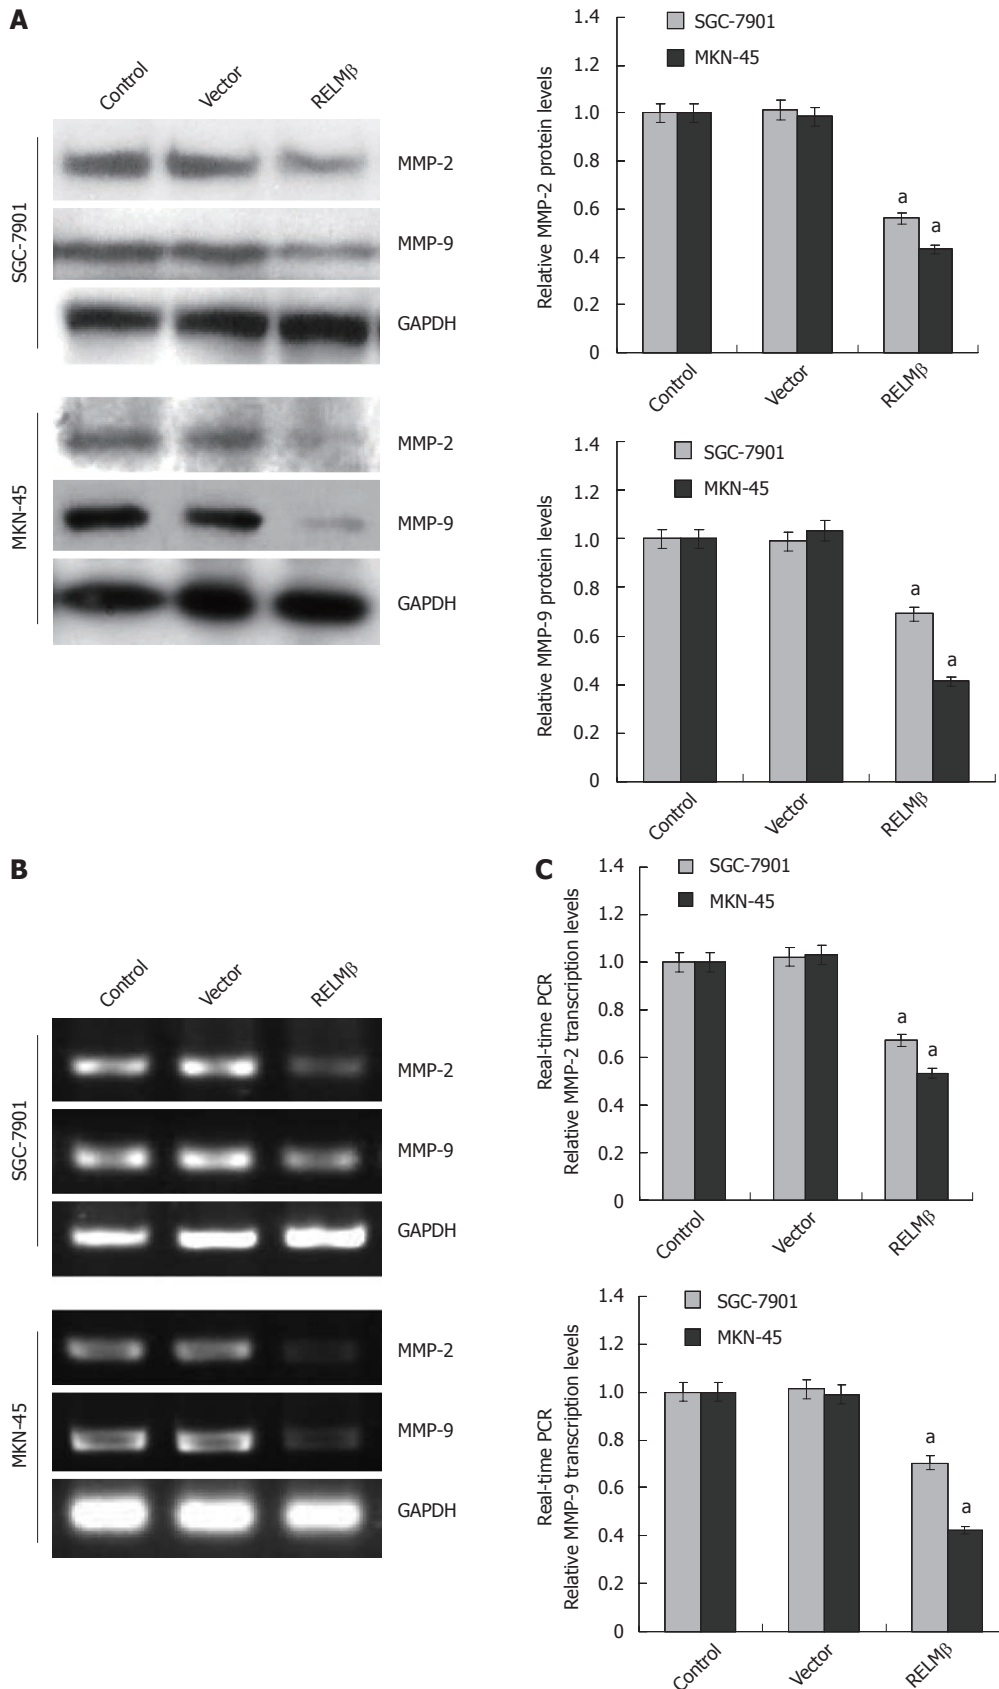 A
Control Vector RELMβ
SGC-7901
MMP-2
MMP-9
GAPDH
MKN-45
MMP-2
MMP-9
GAPDH
Relative MMP-2 protein levels
1.4
1.2
1.0
0.8
0.6
0.4
0.2
0
SGC-7901
MKN-45
a a
Control Vector RELMβ
Relative MMP-9 protein levels
1.4
1.2
1.0
0.8
0.6
0.4
0.2
0
SGC-7901
MKN-45
a
a
Control Vector RELMβ
B
Control Vector RELMβ
SGC-7901
MMP-2
MMP-9
GAPDH
MKN-45
MMP-2
MMP-9
GAPDH
C
Real-time PCR
Relative MMP-2 transcription levels
1.4
1.2
1.0
0.8
0.6
0.4
0.2
0
SGC-7901
MKN-45
a
a
Control Vector RELMβ
Real-time PCR
Relative MMP-9 transcription levels
1.4
1.2
1.0
0.8
0.6
0.4
0.2
0
SGC-7901
MKN-45
a
a
Control Vector RELMβ